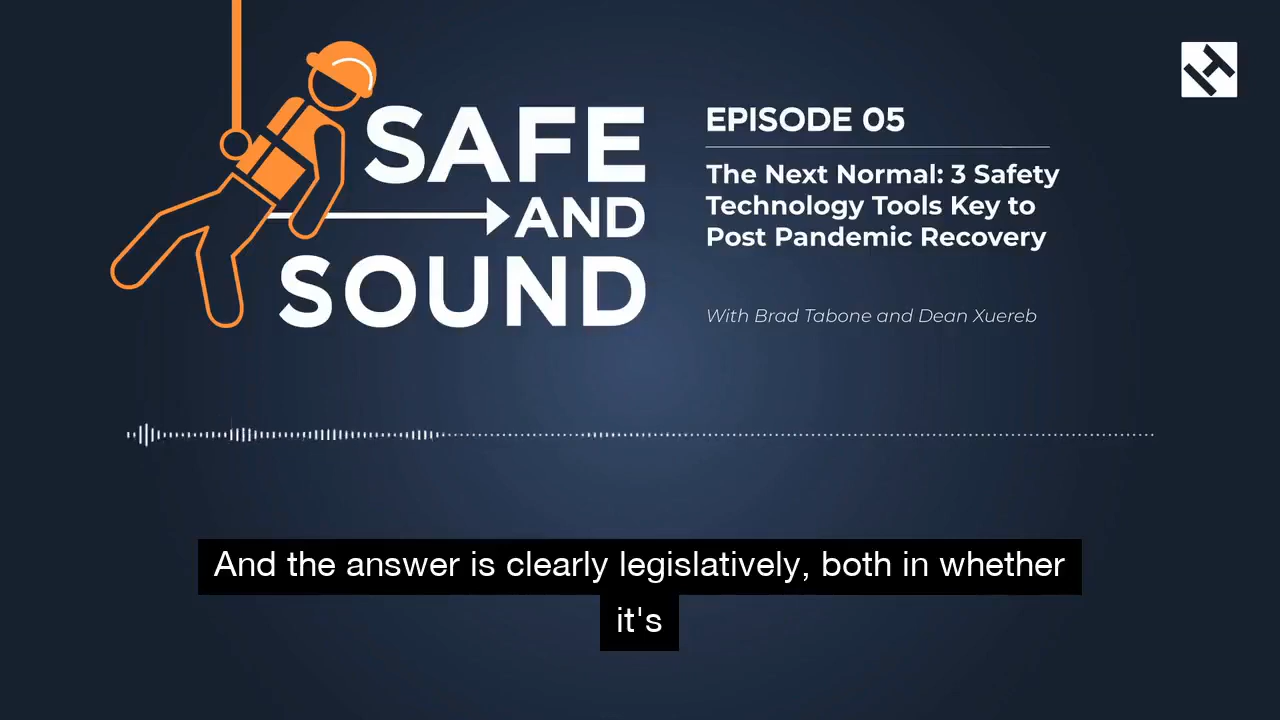 SAFE
AND
SOUND
EPISODE 05
The Next Normal: 3 Safety
Technology Tools Key to
Post Pandemic Recovery
With Brad Tabone and Dean Xuereb
And the answer is clearly legislatively, both in whether
it's